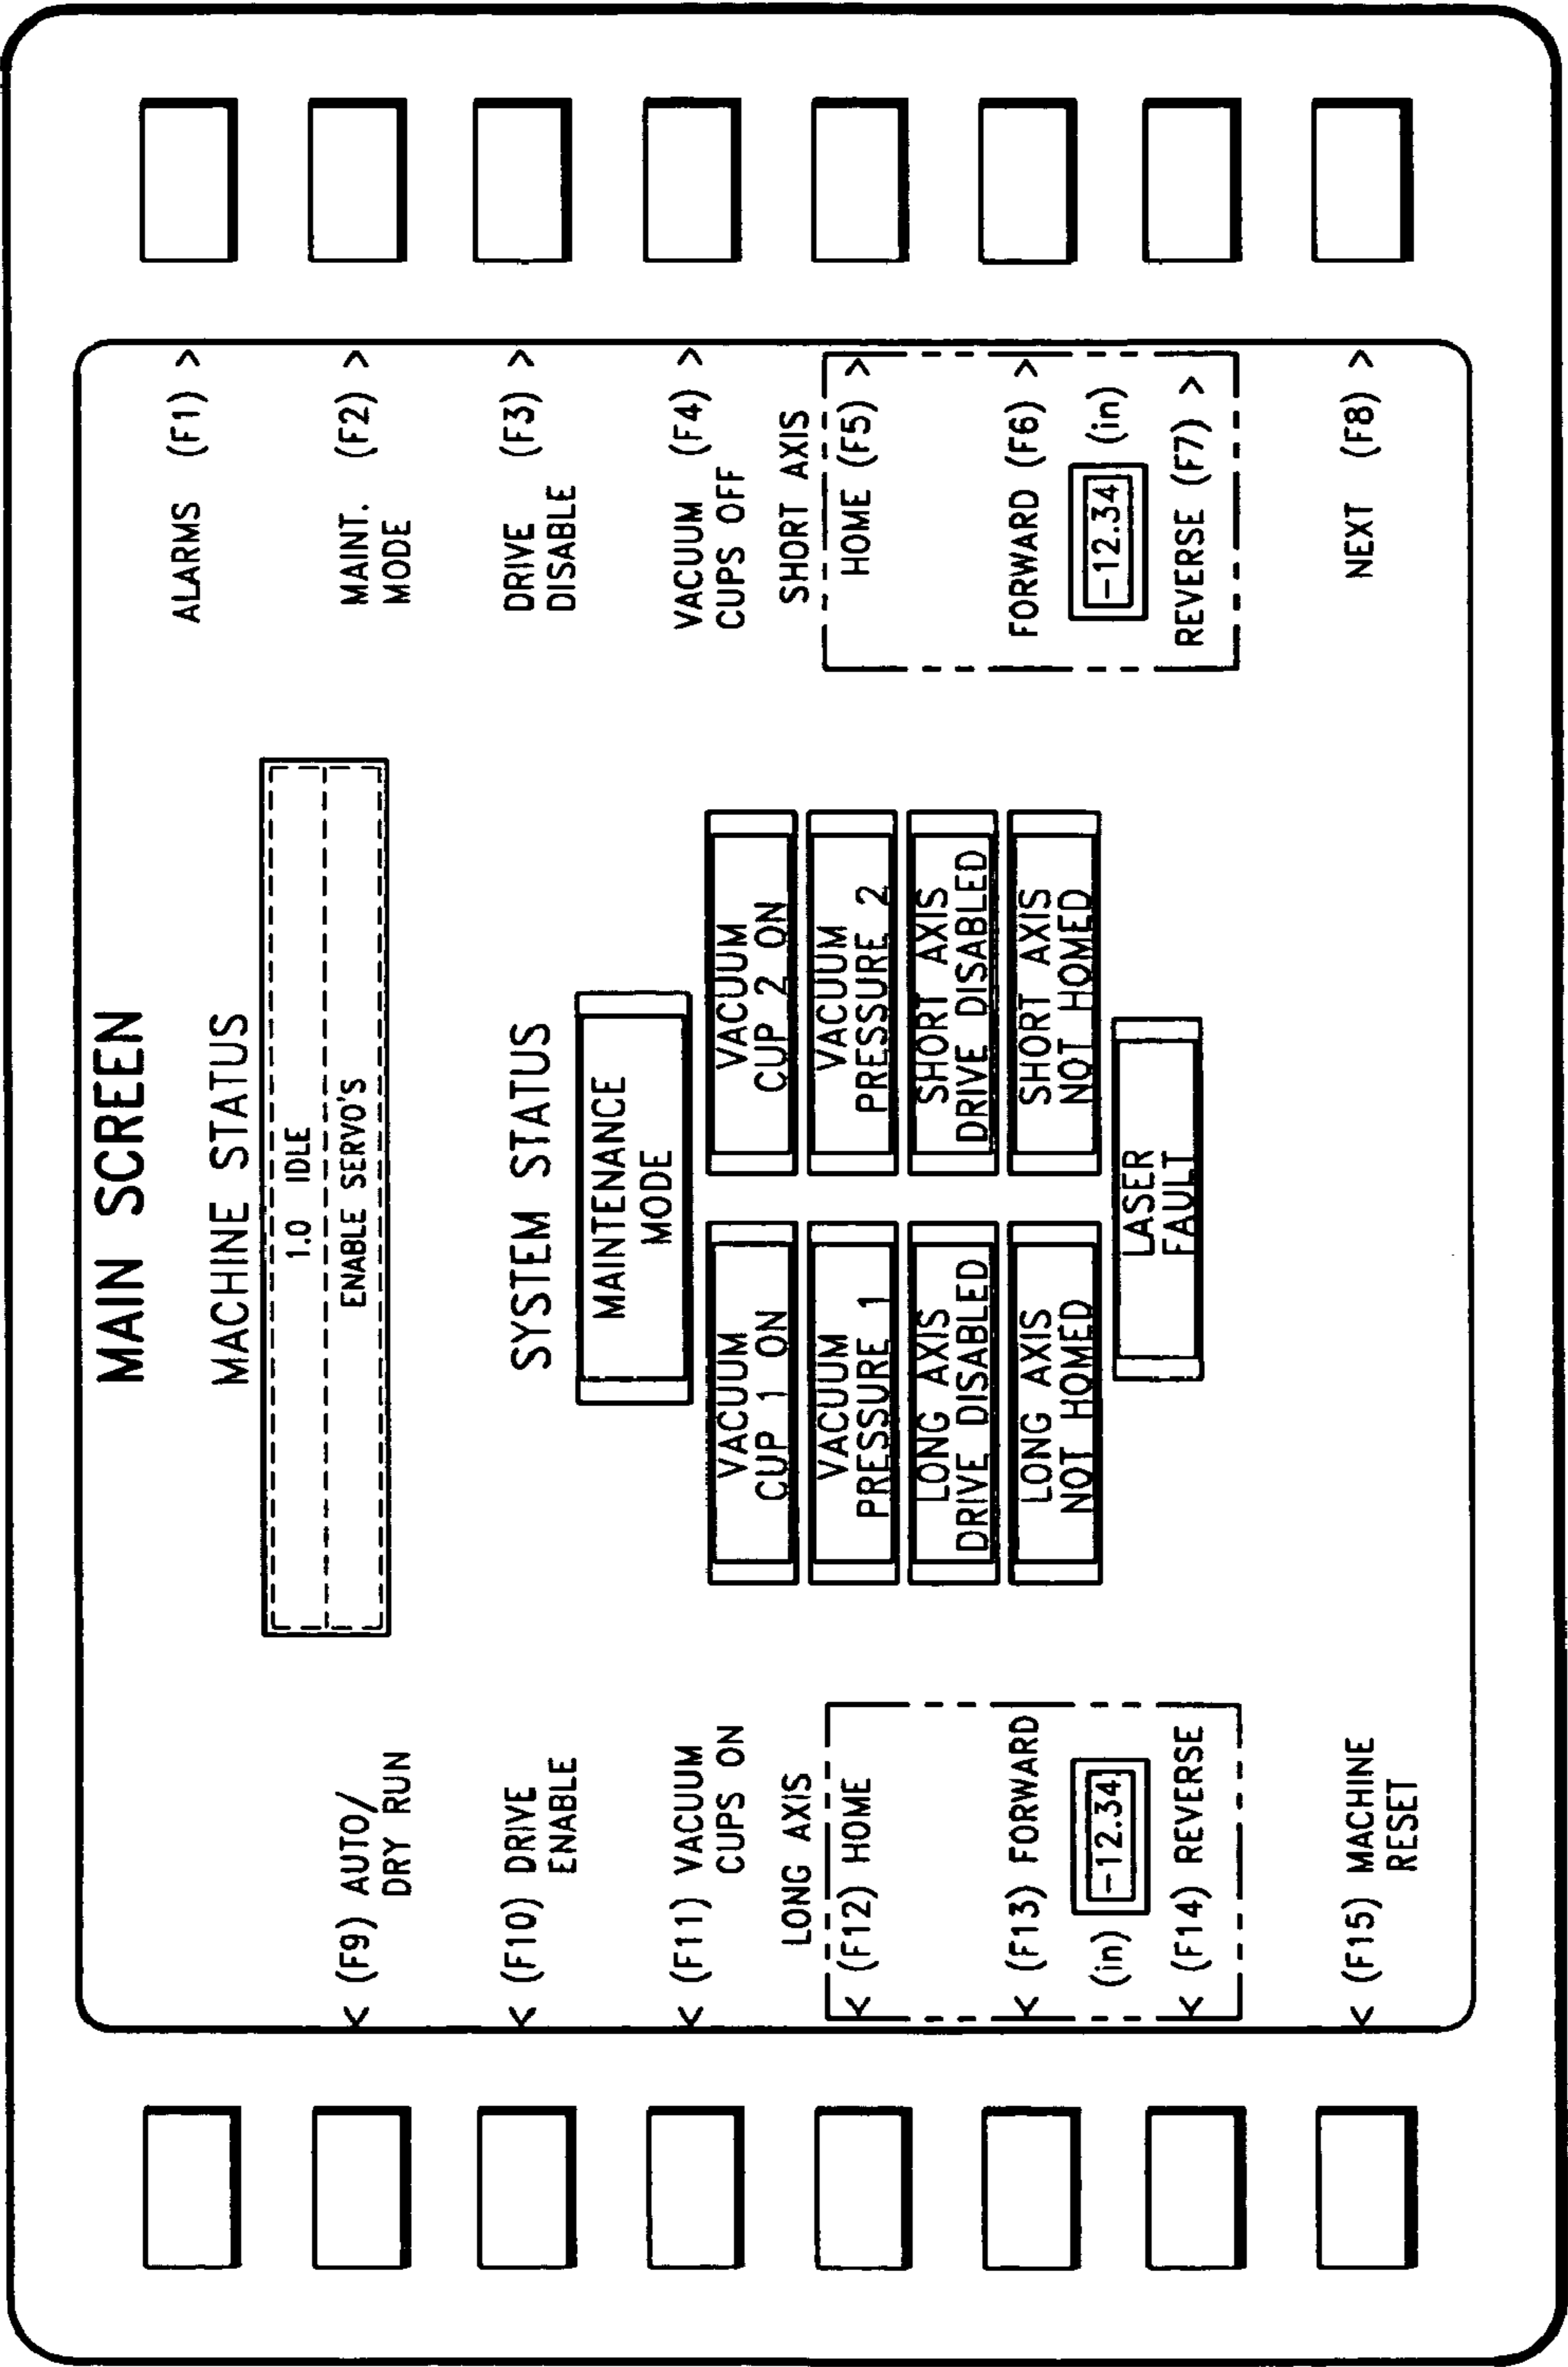 MAIN SCREEN
MACHINE STATUS
1.0 IDLE
ENABLE SERVO'S
SYSTEM STATUS
MAINTENANCE
MODE
VACUUM
CUP 1 ON
VACUUM
CUP 2 ON
VACUUM
PRESSURE 1
VACUUM
PRESSURE 2
LONG AXIS
DRIVE DISABLED
SHORT AXIS
DRIVE DISABLED
LONG AXIS
NOT HOMED
SHORT AXIS
NOT HOMED
LASER
FAULT
< (F9) AUTO/
DRY RUN
< (F10) DRIVE
ENABLE
< (F11) VACUUM
CUPS ON
LONG AXIS
< (F12) HOME
< (F13) FORWARD
(in) -12.34
< (F14) REVERSE
< (F15) MACHINE
RESET
ALARMS (F1) >
MAINT. (F2) >
MODE
DRIVE (F3) >
DISABLE
VACUUM (F4) >
CUPS OFF
SHORT AXIS
HOME (F5) >
FORWARD (F6) >
-12.34 (in)
REVERSE (F7) >
NEXT (F8) >